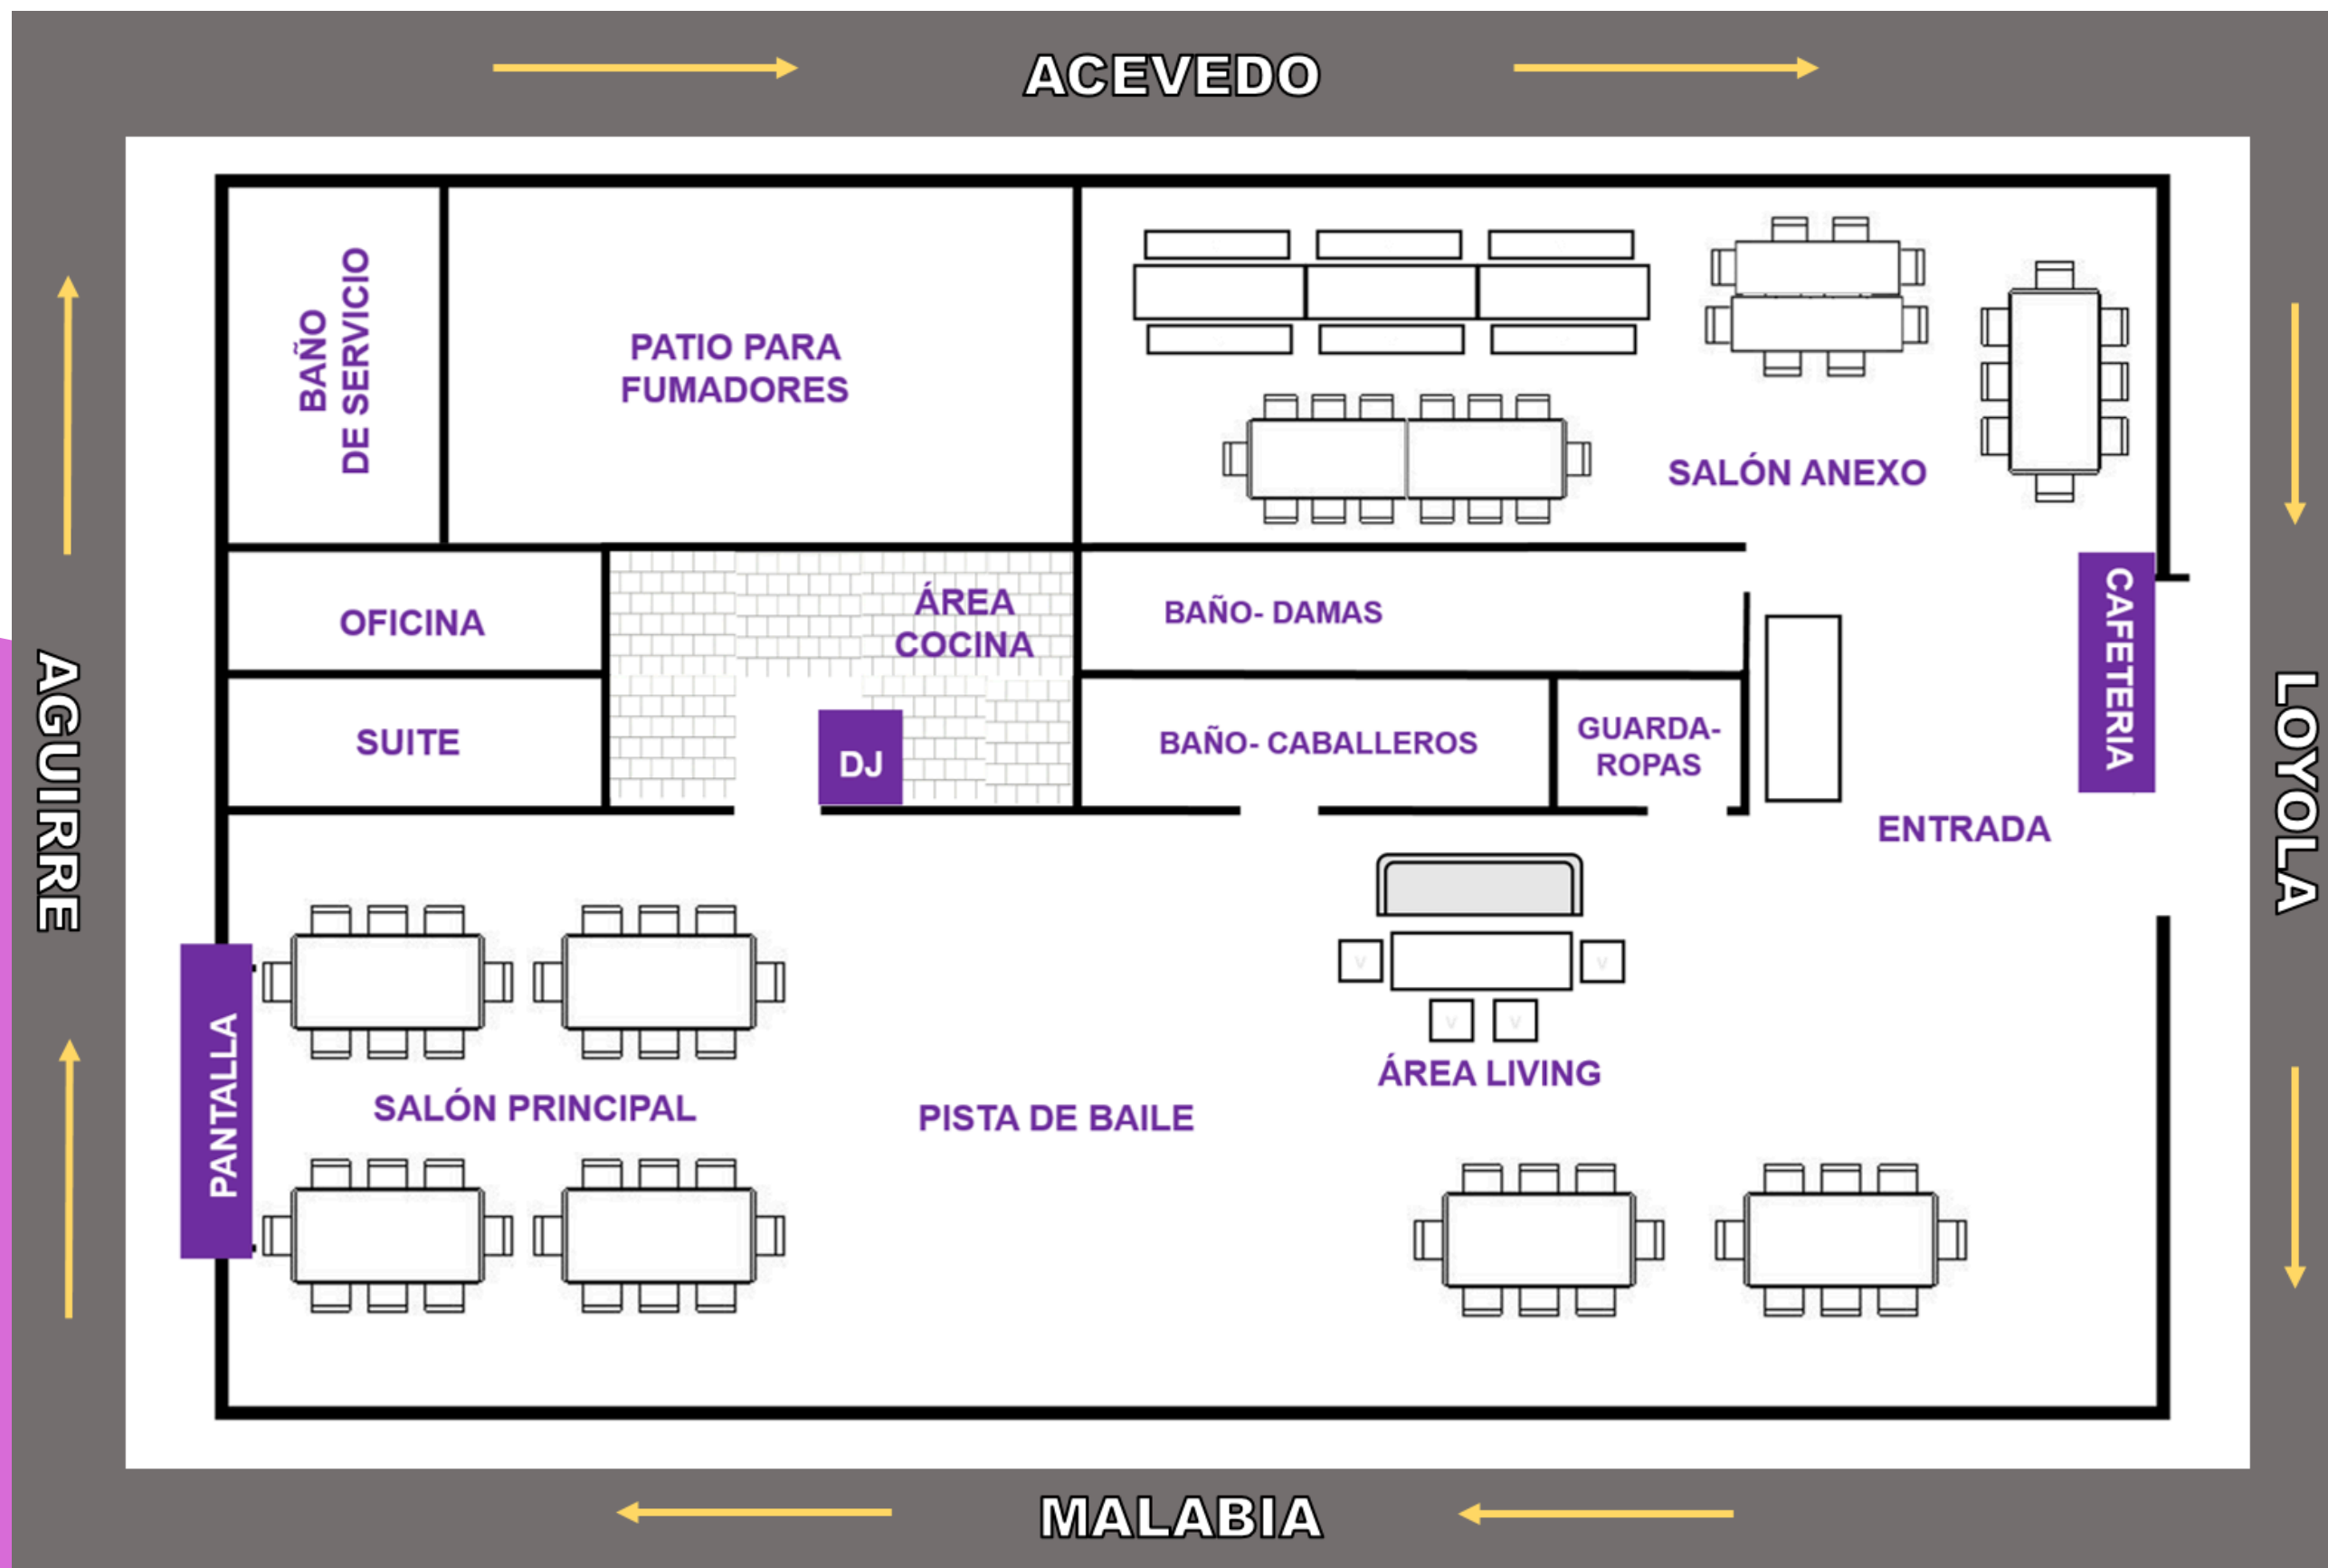 ACEVEDO
BAÑO
DE SERVICIO
PATIO PARA
FUMADORES
SALÓN ANEXO
OFICINA
ÁREA
COCINA
BAÑO- DAMAS
CAFETERIA
SUITE
DJ
BAÑO- CABALLEROS
GUARDA-
ROPAS
ENTRADA
AGUIRRE
LOYOLA
PANTALLA
SALÓN PRINCIPAL
PISTA DE BAILE
V
V
V
V
ÁREA LIVING
MALABIA